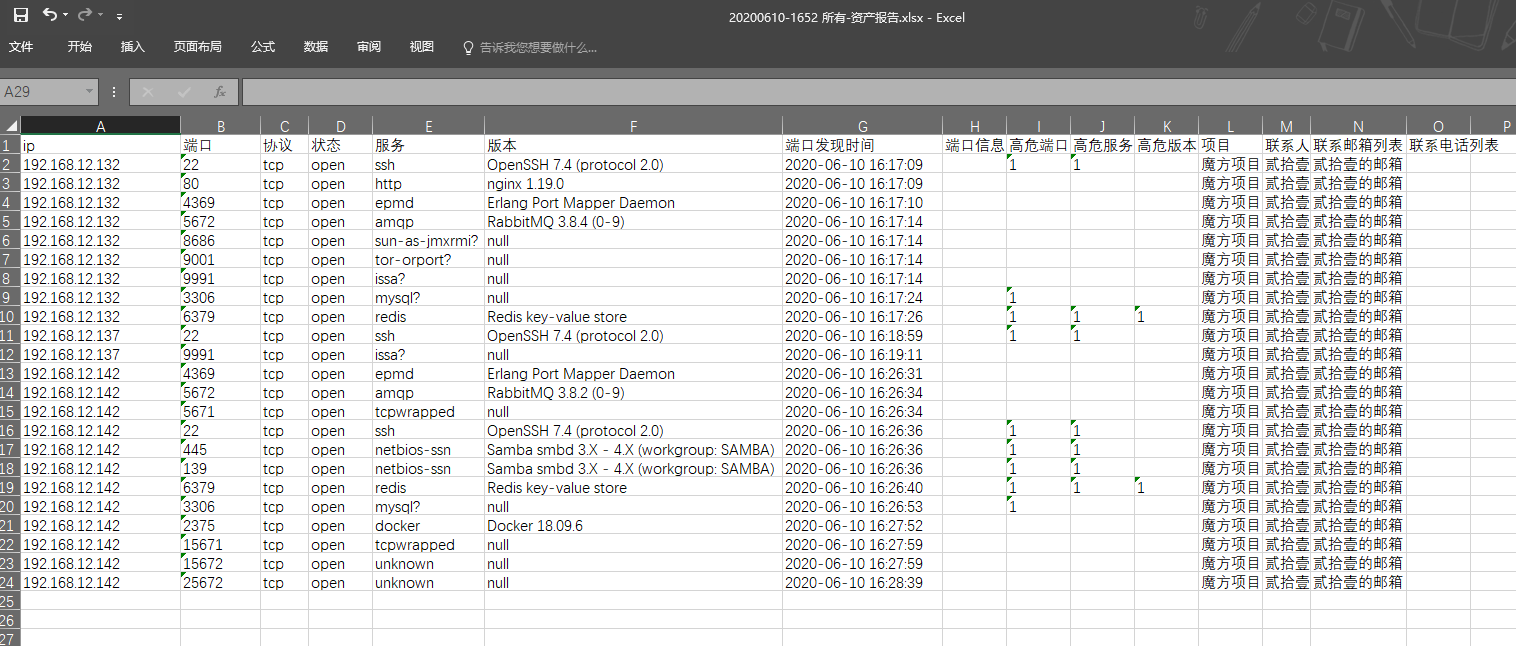 20200610-1652 所有-资产报告.xlsx - Excel
文件 开始 插入 页面布局 公式 数据 审阅 视图 告诉我您想要做什么...
A29 fx
A B C D E F G H I J K L M N O P
1 ip 端口 协议 状态 服务 版本 端口发现时间 端口信息 高危端口 高危服务 高危版本 项目 联系人 联系邮箱列表 联系电话列表
2 192.168.12.132 22 tcp open ssh OpenSSH 7.4 (protocol 2.0) 2020-06-10 16:17:09 1 1 魔方项目 贰拾壹 贰拾壹的邮箱
3 192.168.12.132 80 tcp open http nginx 1.19.0 2020-06-10 16:17:09 魔方项目 贰拾壹 贰拾壹的邮箱
4 192.168.12.132 4369 tcp open epmd Erlang Port Mapper Daemon 2020-06-10 16:17:10 魔方项目 贰拾壹 贰拾壹的邮箱
5 192.168.12.132 5672 tcp open amqp RabbitMQ 3.8.4 (0-9) 2020-06-10 16:17:14 魔方项目 贰拾壹 贰拾壹的邮箱
6 192.168.12.132 8686 tcp open sun-as-jmxrmi? null 2020-06-10 16:17:14 魔方项目 贰拾壹 贰拾壹的邮箱
7 192.168.12.132 9001 tcp open tor-orport? null 2020-06-10 16:17:14 魔方项目 贰拾壹 贰拾壹的邮箱
8 192.168.12.132 9991 tcp open issa? null 2020-06-10 16:17:14 魔方项目 贰拾壹 贰拾壹的邮箱
9 192.168.12.132 3306 tcp open mysql? null 2020-06-10 16:17:24 1 魔方项目 贰拾壹 贰拾壹的邮箱
10 192.168.12.132 6379 tcp open redis Redis key-value store 2020-06-10 16:17:26 1 1 1 魔方项目 贰拾壹 贰拾壹的邮箱
11 192.168.12.137 22 tcp open ssh OpenSSH 7.4 (protocol 2.0) 2020-06-10 16:18:59 1 1 魔方项目 贰拾壹 贰拾壹的邮箱
12 192.168.12.137 9991 tcp open issa? null 2020-06-10 16:19:11 魔方项目 贰拾壹 贰拾壹的邮箱
13 192.168.12.142 4369 tcp open epmd Erlang Port Mapper Daemon 2020-06-10 16:26:31 魔方项目 贰拾壹 贰拾壹的邮箱
14 192.168.12.142 5672 tcp open amqp RabbitMQ 3.8.2 (0-9) 2020-06-10 16:26:34 魔方项目 贰拾壹 贰拾壹的邮箱
15 192.168.12.142 5671 tcp open tcpwrapped null 2020-06-10 16:26:34 魔方项目 贰拾壹 贰拾壹的邮箱
16 192.168.12.142 22 tcp open ssh OpenSSH 7.4 (protocol 2.0) 2020-06-10 16:26:36 1 1 魔方项目 贰拾壹 贰拾壹的邮箱
17 192.168.12.142 445 tcp open netbios-ssn Samba smbd 3.X - 4.X (workgroup: SAMBA) 2020-06-10 16:26:36 1 1 魔方项目 贰拾壹 贰拾壹的邮箱
18 192.168.12.142 139 tcp open netbios-ssn Samba smbd 3.X - 4.X (workgroup: SAMBA) 2020-06-10 16:26:36 1 1 魔方项目 贰拾壹 贰拾壹的邮箱
19 192.168.12.142 6379 tcp open redis Redis key-value store 2020-06-10 16:26:40 1 1 1 魔方项目 贰拾壹 贰拾壹的邮箱
20 192.168.12.142 3306 tcp open mysql? null 2020-06-10 16:26:53 1 魔方项目 贰拾壹 贰拾壹的邮箱
21 192.168.12.142 2375 tcp open docker Docker 18.09.6 2020-06-10 16:27:52 魔方项目 贰拾壹 贰拾壹的邮箱
22 192.168.12.142 15671 tcp open tcpwrapped null 2020-06-10 16:27:59 魔方项目 贰拾壹 贰拾壹的邮箱
23 192.168.12.142 15672 tcp open unknown null 2020-06-10 16:27:59 魔方项目 贰拾壹 贰拾壹的邮箱
24 192.168.12.142 25672 tcp open unknown null 2020-06-10 16:28:39 魔方项目 贰拾壹 贰拾壹的邮箱
25
26
27